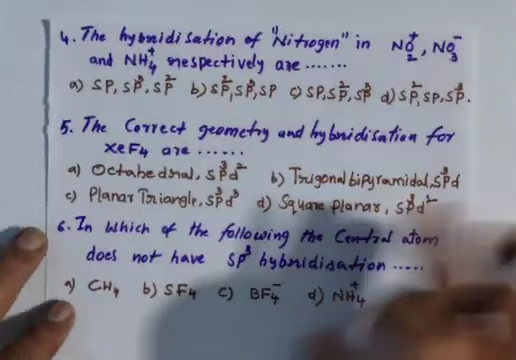 4. The hybridisation of "Nitrogen" in NO₂⁺, NO₃⁻
and NH₄⁺ respectively are .......
a) SP, SP³, SP² b) SP², SP³, SP c) SP, SP², SP³ d) SP², SP, SP³.
5. The Correct geometry and hybridisation for
XeF₄ are ......
a) Octahedral, SP³d² b) Trigonal bipyramidal, SP³d
c) Planar Triangle, SP³d³ d) Square planar, SP³d²
6. In which of the following the Central atom
does not have SP³ hybridisation .....
a) CH₄ b) SF₄ c) BF₄⁻ d) NH₄⁺